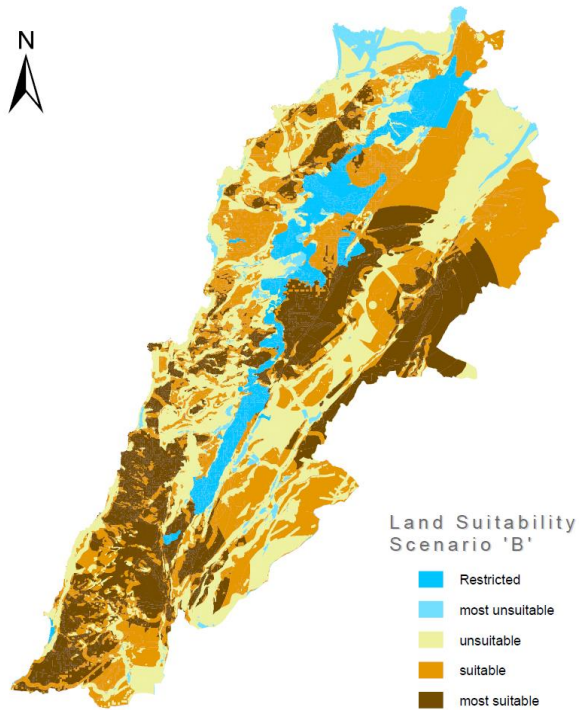 N
Land Suitability
Scenario 'B'
Restricted
most unsuitable
unsuitable
suitable
most suitable